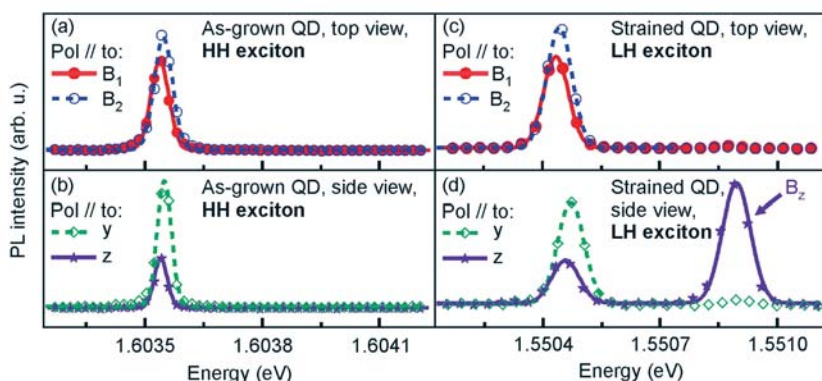 PL intensity (arb. u.)
(a)
As-grown QD, top view,
HH exciton
Pol // to:
B₁
B₂
(c)
Strained QD, top view,
LH exciton
Pol // to:
B₁
B₂
(b)
As-grown QD, side view,
HH exciton
Pol // to:
y
z
(d)
Strained QD,
side view,
LH exciton
Pol // to:
y
z
B_z
1.6035 1.6038 1.6041
1.5504 1.5507 1.5510
Energy (eV)
Energy (eV)